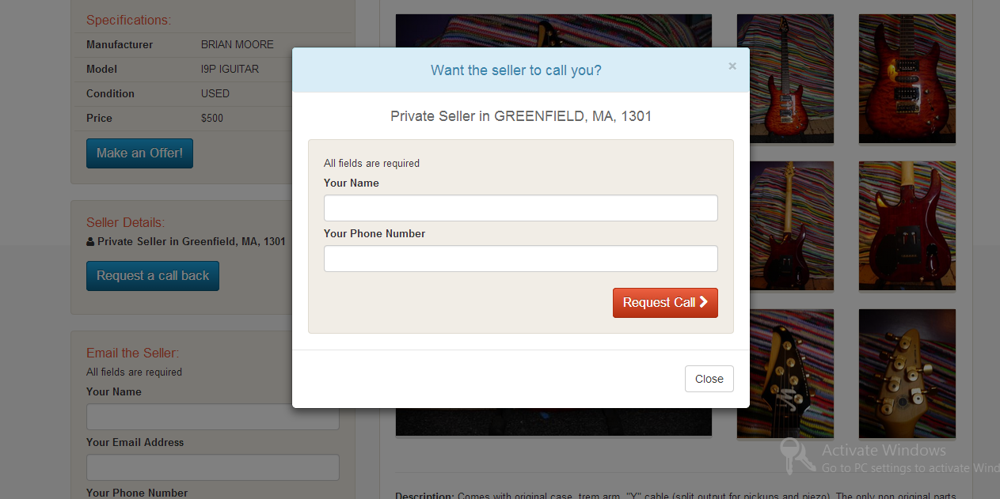 Specifications:
Manufacturer BRIAN MOORE
Model I9P IGUITAR
Condition USED
Price $500
Make an Offer!
Seller Details:
Private Seller in Greenfield, MA, 1301
Request a call back
Email the Seller:
All fields are required
Your Name
Your Email Address
Your Phone Number
Want the seller to call you?
×
Private Seller in GREENFIELD, MA, 1301
All fields are required
Your Name
Your Phone Number
Request Call
Close
Activate Windows
Go to PC settings to activate Wind
Description: Comes with original case, trem arm, "Y" cable (split output for pickups and piezo). The only non original parts